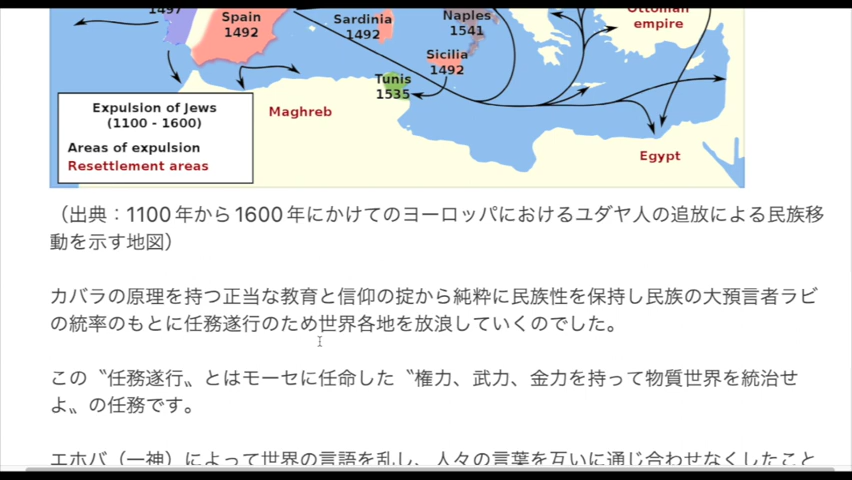 1497
Spain
1492
Sardinia
1492
Naples
1541
Ottoman
empire
Sicilia
1492
Tunis
1535
Maghreb
Egypt
Expulsion of Jews
(1100 - 1600)
Areas of expulsion
Resettlement areas
（出典：1100年から1600年にかけてのヨーロッパにおけるユダヤ人の追放による民族移
動を示す地図）
カバラの原理を持つ正当な教育と信仰の掟から純粋に民族性を保持し民族の大預言者ラビ
の統率のもとに任務遂行のため世界各地を放浪していくのでした。
この〝任務遂行〟とはモーセに任命した〝権力、武力、金力を持って物質世界を統治せ
よ〟の任務です。
エホバ（一神）によって世界の言語を乱し、人々の言葉を互いに通じ合わせなくしたこと